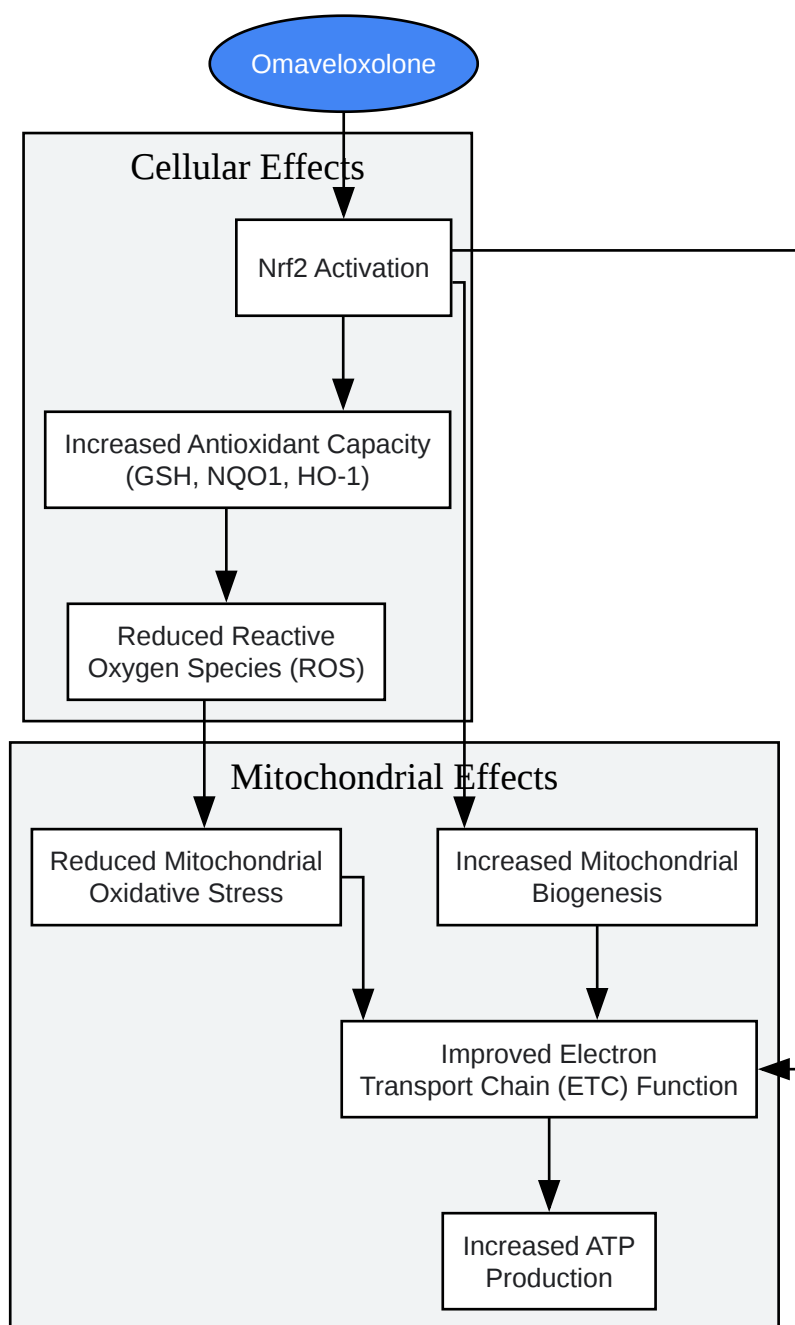 Omaveloxolone
Cellular Effects
Nrf2 Activation
Increased Antioxidant Capacity
(GSH, NQO1, HO-1)
Reduced Reactive
Oxygen Species (ROS)
Mitochondrial Effects
Reduced Mitochondrial
Oxidative Stress
Increased Mitochondrial
Biogenesis
Improved Electron
Transport Chain (ETC) Function
Increased ATP
Production